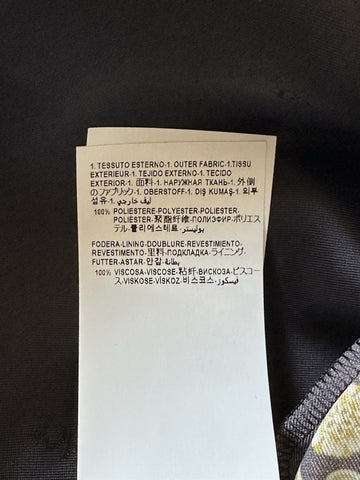 1. TESSUTO ESTERNO-1. OUTER FABRIC-1.TISSU
EXTERIEUR-1. TEJIDO EXTERNO-1. TECIDO
EXTERIOR-1. 面料-1. НАРУЖНАЯ ТКАНЬ-1. 外側
のファブリック-1. OBERSTOFF-1. DIŞ KUMAŞ-1. 외부
섬유-1. ليف خارجي
100% POLIESTERE-POLYESTER-POLIESTER-
POLIÉSTER-聚酯纤维-ПОЛИЭФИР-ポリエス
テル-폴리에스테르-بوليستر
FODERA-LINING-DOUBLURE-REVESTIMIENTO-
REVESTIMENTO-里料-ПОДКЛАДКА-ライニング-
FUTTER-ASTAR-안감-بطانة
100% VISCOSA-VISCOSE-粘纤-ВИСКОЗА-ビスコー
ス-VISKOSE-VİSKOZ-비스코스-فيسكوز